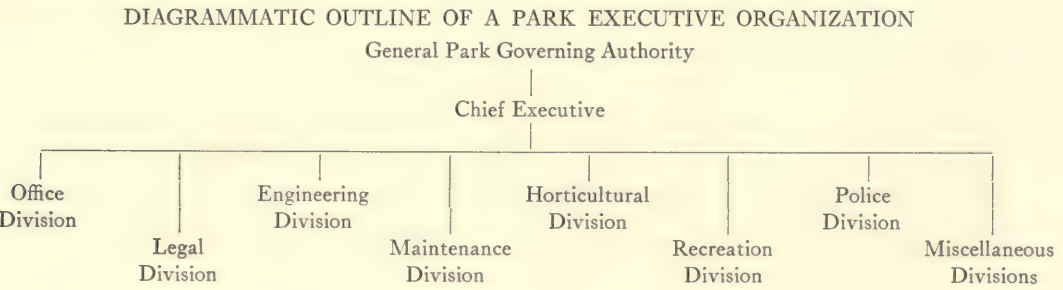 DIAGRAMMATIC OUTLINE OF A PARK EXECUTIVE ORGANIZATION
General Park Governing Authority
Chief Executive
Office
Division
Legal
Division
Engineering
Division
Maintenance
Division
Horticultural
Division
Recreation
Division
Police
Division
Miscellaneous
Divisions